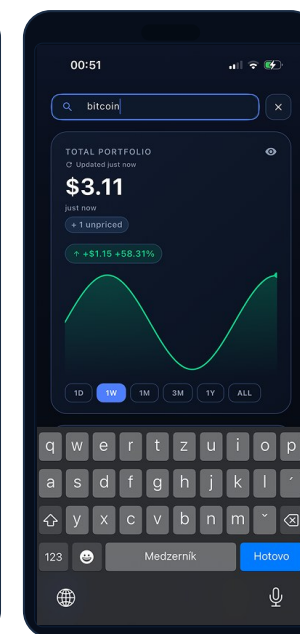 00:51
bitcoin
TOTAL PORTFOLIO
Updated just now
$3.11
just now
+ 1 unpriced
↑ +$1.15 +58.31%
1D 1W 1M 3M 1Y ALL
q w e r t z u i o p
a s d f g h j k l ´
y x c v b n m ˇ
123 Medzerník Hotovo